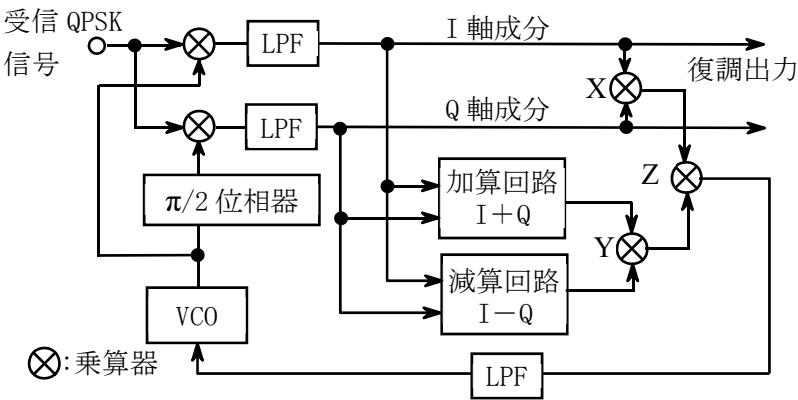 受信 QPSK
信号
LPF
I 軸成分
復調出力
X
LPF
Q 軸成分
Z
π/2 位相器
加算回路
I+Q
Y
減算回路
I-Q
VCO
:乗算器
LPF